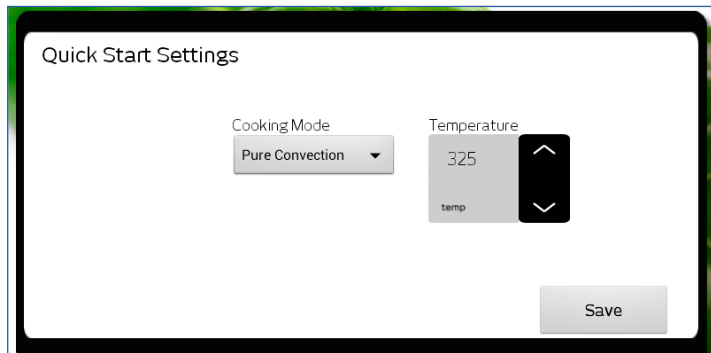 Quick Start Settings
Cooking Mode
Temperature
Pure Convection
325
temp
Save